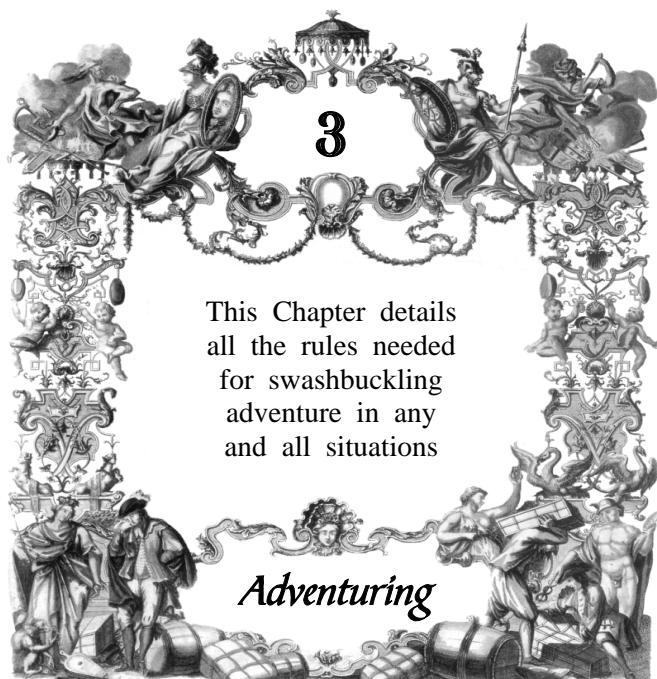 3
This Chapter details
all the rules needed
for swashbuckling
adventure in any
and all situations
Adventuring